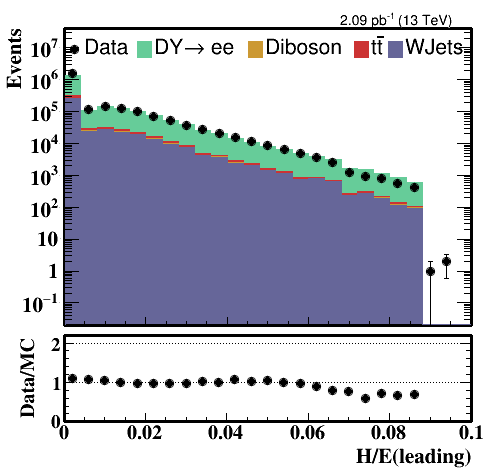 2.09 pb⁻¹ (13 TeV)
Events
Data DY→ ee Diboson tt̄ WJets
10⁷
10⁶
10⁵
10⁴
10³
10²
10
1
10⁻¹
Data/MC
2
1
0
0 0.02 0.04 0.06 0.08 0.1
H/E(leading)